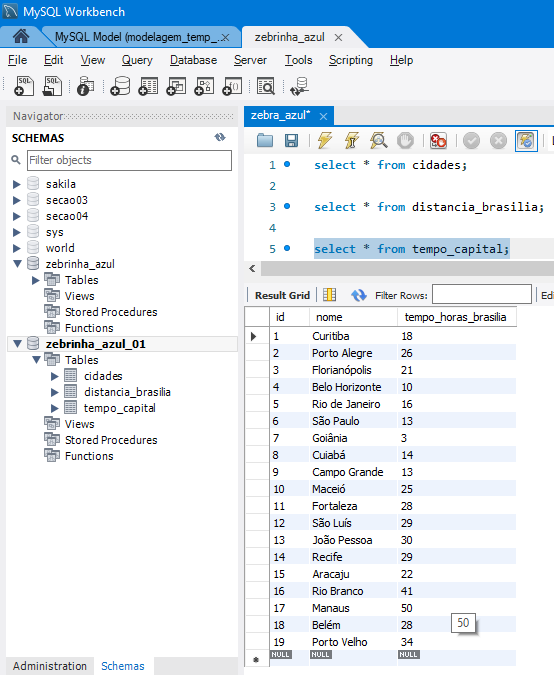 MySQL Workbench
MySQL Model (modelagem_temp_... × zebrinha_azul ×
File Edit View Query Database Server Tools Scripting Help
Navigator
SCHEMAS
Filter objects
sakila
secao03
secao04
sys
world
zebrinha_azul
Tables
Views
Stored Procedures
Functions
zebrinha_azul_01
Tables
cidades
distancia_brasilia
tempo_capital
Views
Stored Procedures
Functions
Administration Schemas
zebra_azul* ×
1 select * from cidades;
2
3 select * from distancia_brasilia;
4
5 select * from tempo_capital;
Result Grid Filter Rows: Edi
id nome tempo_horas_brasilia
1 Curitiba 18
2 Porto Alegre 26
3 Florianópolis 21
4 Belo Horizonte 10
5 Rio de Janeiro 16
6 São Paulo 13
7 Goiânia 3
8 Cuiabá 14
9 Campo Grande 13
10 Maceió 25
11 Fortaleza 28
12 São Luís 29
13 João Pessoa 30
14 Recife 29
15 Aracaju 22
16 Rio Branco 41
17 Manaus 50
18 Belém 28
50
19 Porto Velho 34
NULL NULL NULL